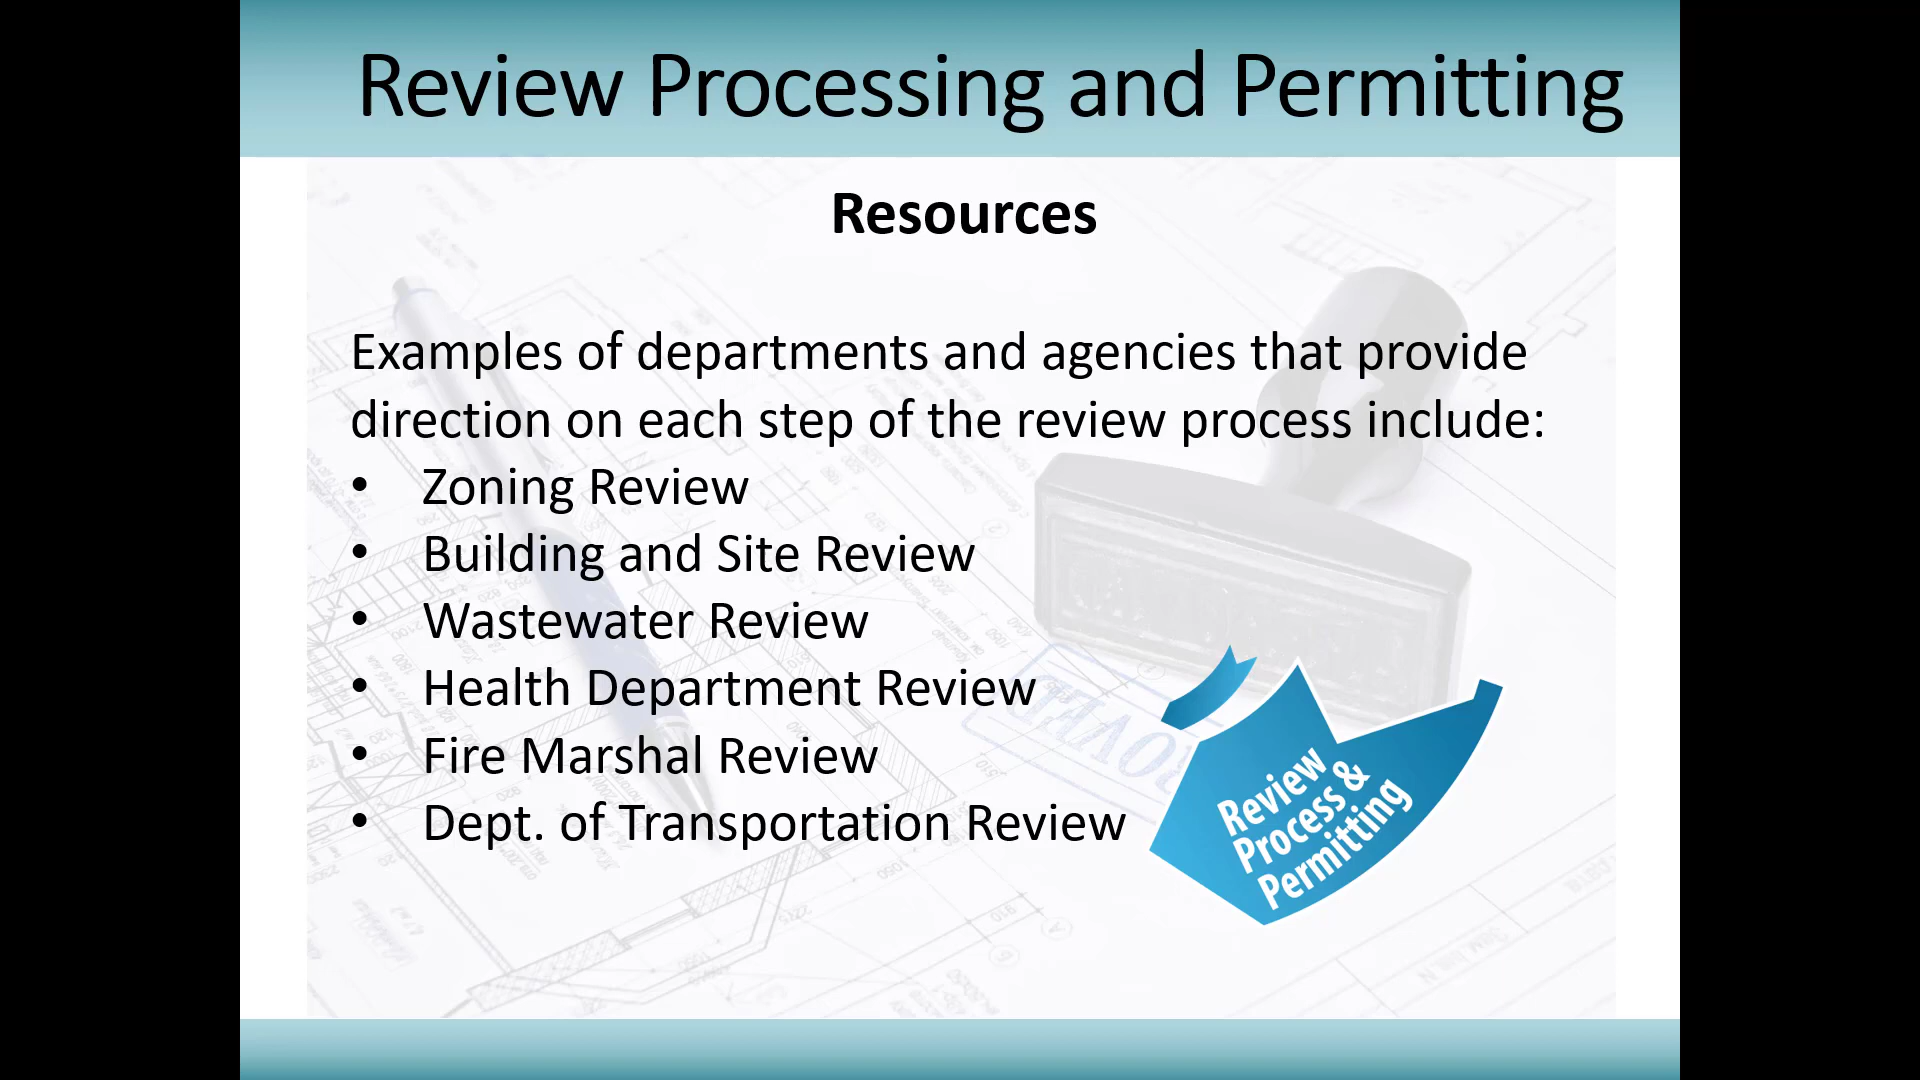 Review Processing and Permitting
Resources
Examples of departments and agencies that provide
direction on each step of the review process include:
• Zoning Review
• Building and Site Review
• Wastewater Review
• Health Department Review
• Fire Marshal Review
• Dept. of Transportation Review
Review
Process &
Permitting